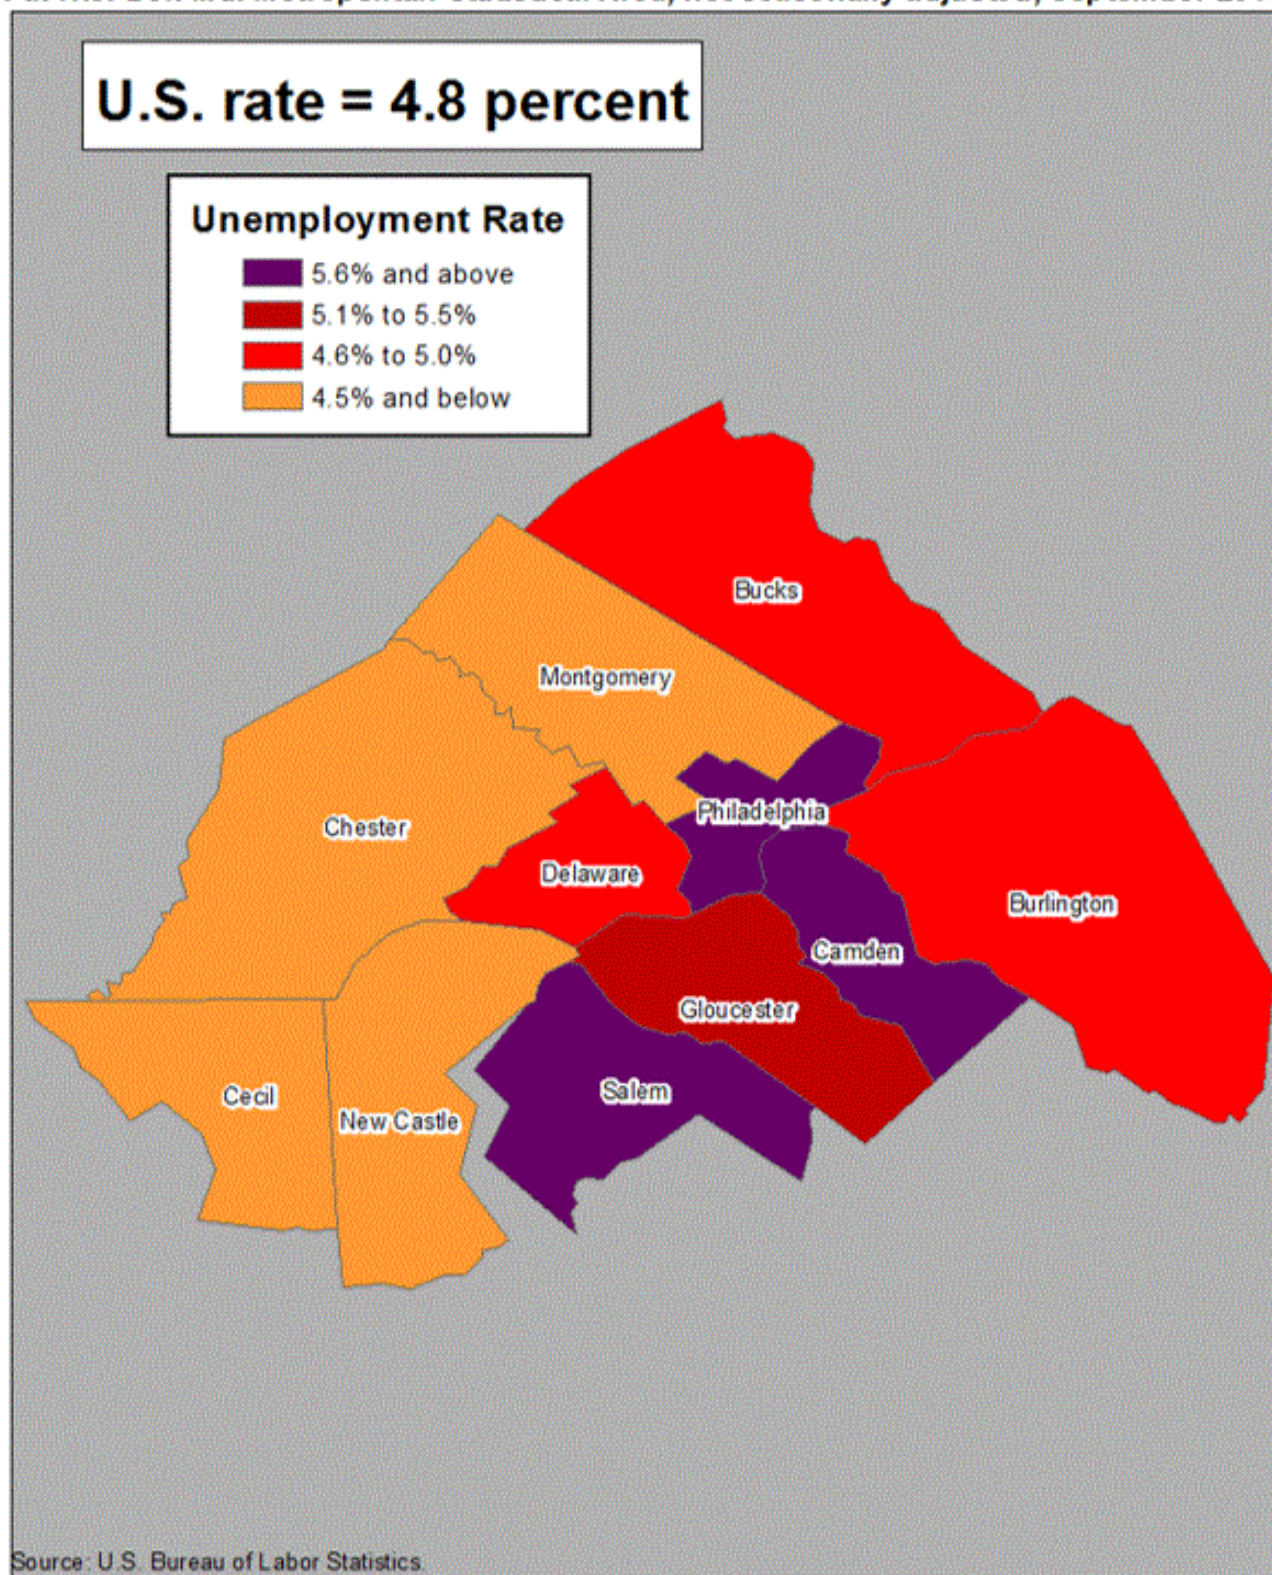 U.S. rate = 4.8 percent
Unemployment Rate
5.6% and above
5.1% to 5.5%
4.6% to 5.0%
4.5% and below
Bucks
Montgomery
Philadelphia
Chester
Delaware
Burlington
Camden
Gloucester
Salem
Cecil
New Castle
Source: U.S. Bureau of Labor Statistics.